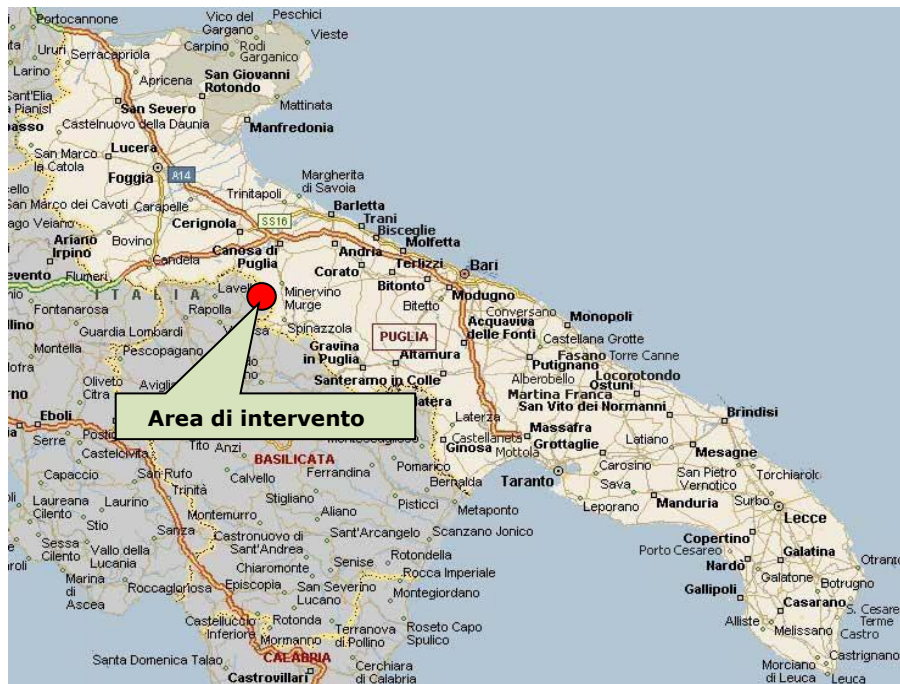 Portocannone
Vico del
Gargano
Peschici
Vieste
Ururi
Serracapriola
Carpino
Rodi
Garganico
Larino
Apricena
San Giovanni
Rotondo
Sant'Elia
a Pianisi
San Severo
Mattinata
Castelnuovo della Daunia
Manfredonia
San Marco
la Catola
Lucera
Foggia
A14
Margherita
di Savoia
Trinitapoli
San Marco dei Cavoti
Carapelle
Barletta
SS16
Trani
Bisceglie
Cerignola
Molfetta
Ariano
Irpino
Bovino
Canosa di
Puglia
Andria
Terlizzi
Bari
Candela
Corato
Flumeri
Bitonto
Modugno
ITALIA
Minervino
Murge
Bitetto
Conversano
Fontanarosa
Rapolla
Monopoli
Guardia Lombardi
Spinazzola
PUGLIA
Acquaviva
delle Fonti
Castellana Grotte
Montella
Pescopagano
Gravina
in Puglia
Altamura
Fasano
Torre Canne
Putignano
Locorotondo
Oliveto
Citra
Santeramo in Colle
Alberobello
Ostuni
Martina Franca
San Vito dei Normanni
Brindisi
Area di intervento
Eboli
Laterza
Massafra
Serre
Castellaneta
Mottola
Grottaglie
Latiano
Mesagne
Castelcivita
Tito
Anzi
BASILICATA
Ginosa
Carosino
Capaccio
San Rufo
Calvello
Ferrandina
Pomarico
Bernalda
Taranto
Sava
San Pietro
Vernotico
Torchiarolo
Trinità
Stigliano
Pisticci
Metaponto
Leporano
Manduria
Surbo
Laureana
Cilento
Laurino
Montemurro
Aliano
Lecce
Stio
Sanza
Castronuovo di
Sant'Andrea
Sant'Arcangelo
Scanzano Jonico
Copertino
Sessa
Cilento
Vallo della
Lucania
Chiaromonte
Senise
Rotondella
Porto Cesareo
Galatina
Nardò
Marina
di
Ascea
Roccagloriosa
Episcopia
San Severino
Lucano
Rocca Imperiale
Montegiordano
Galatone
Botrugno
Gallipoli
Casarano
Castelluccio
Inferiore
Rotonda
Terranova
di Pollino
Roseto Capo
Spulico
Alliste
Melissano
Castro
Mormanno
Santa Domenica Talao
CALABRIA
Cerchiara
di Calabria
Castrovillari
Morciano
di Leuca
Castrignano
Leuca